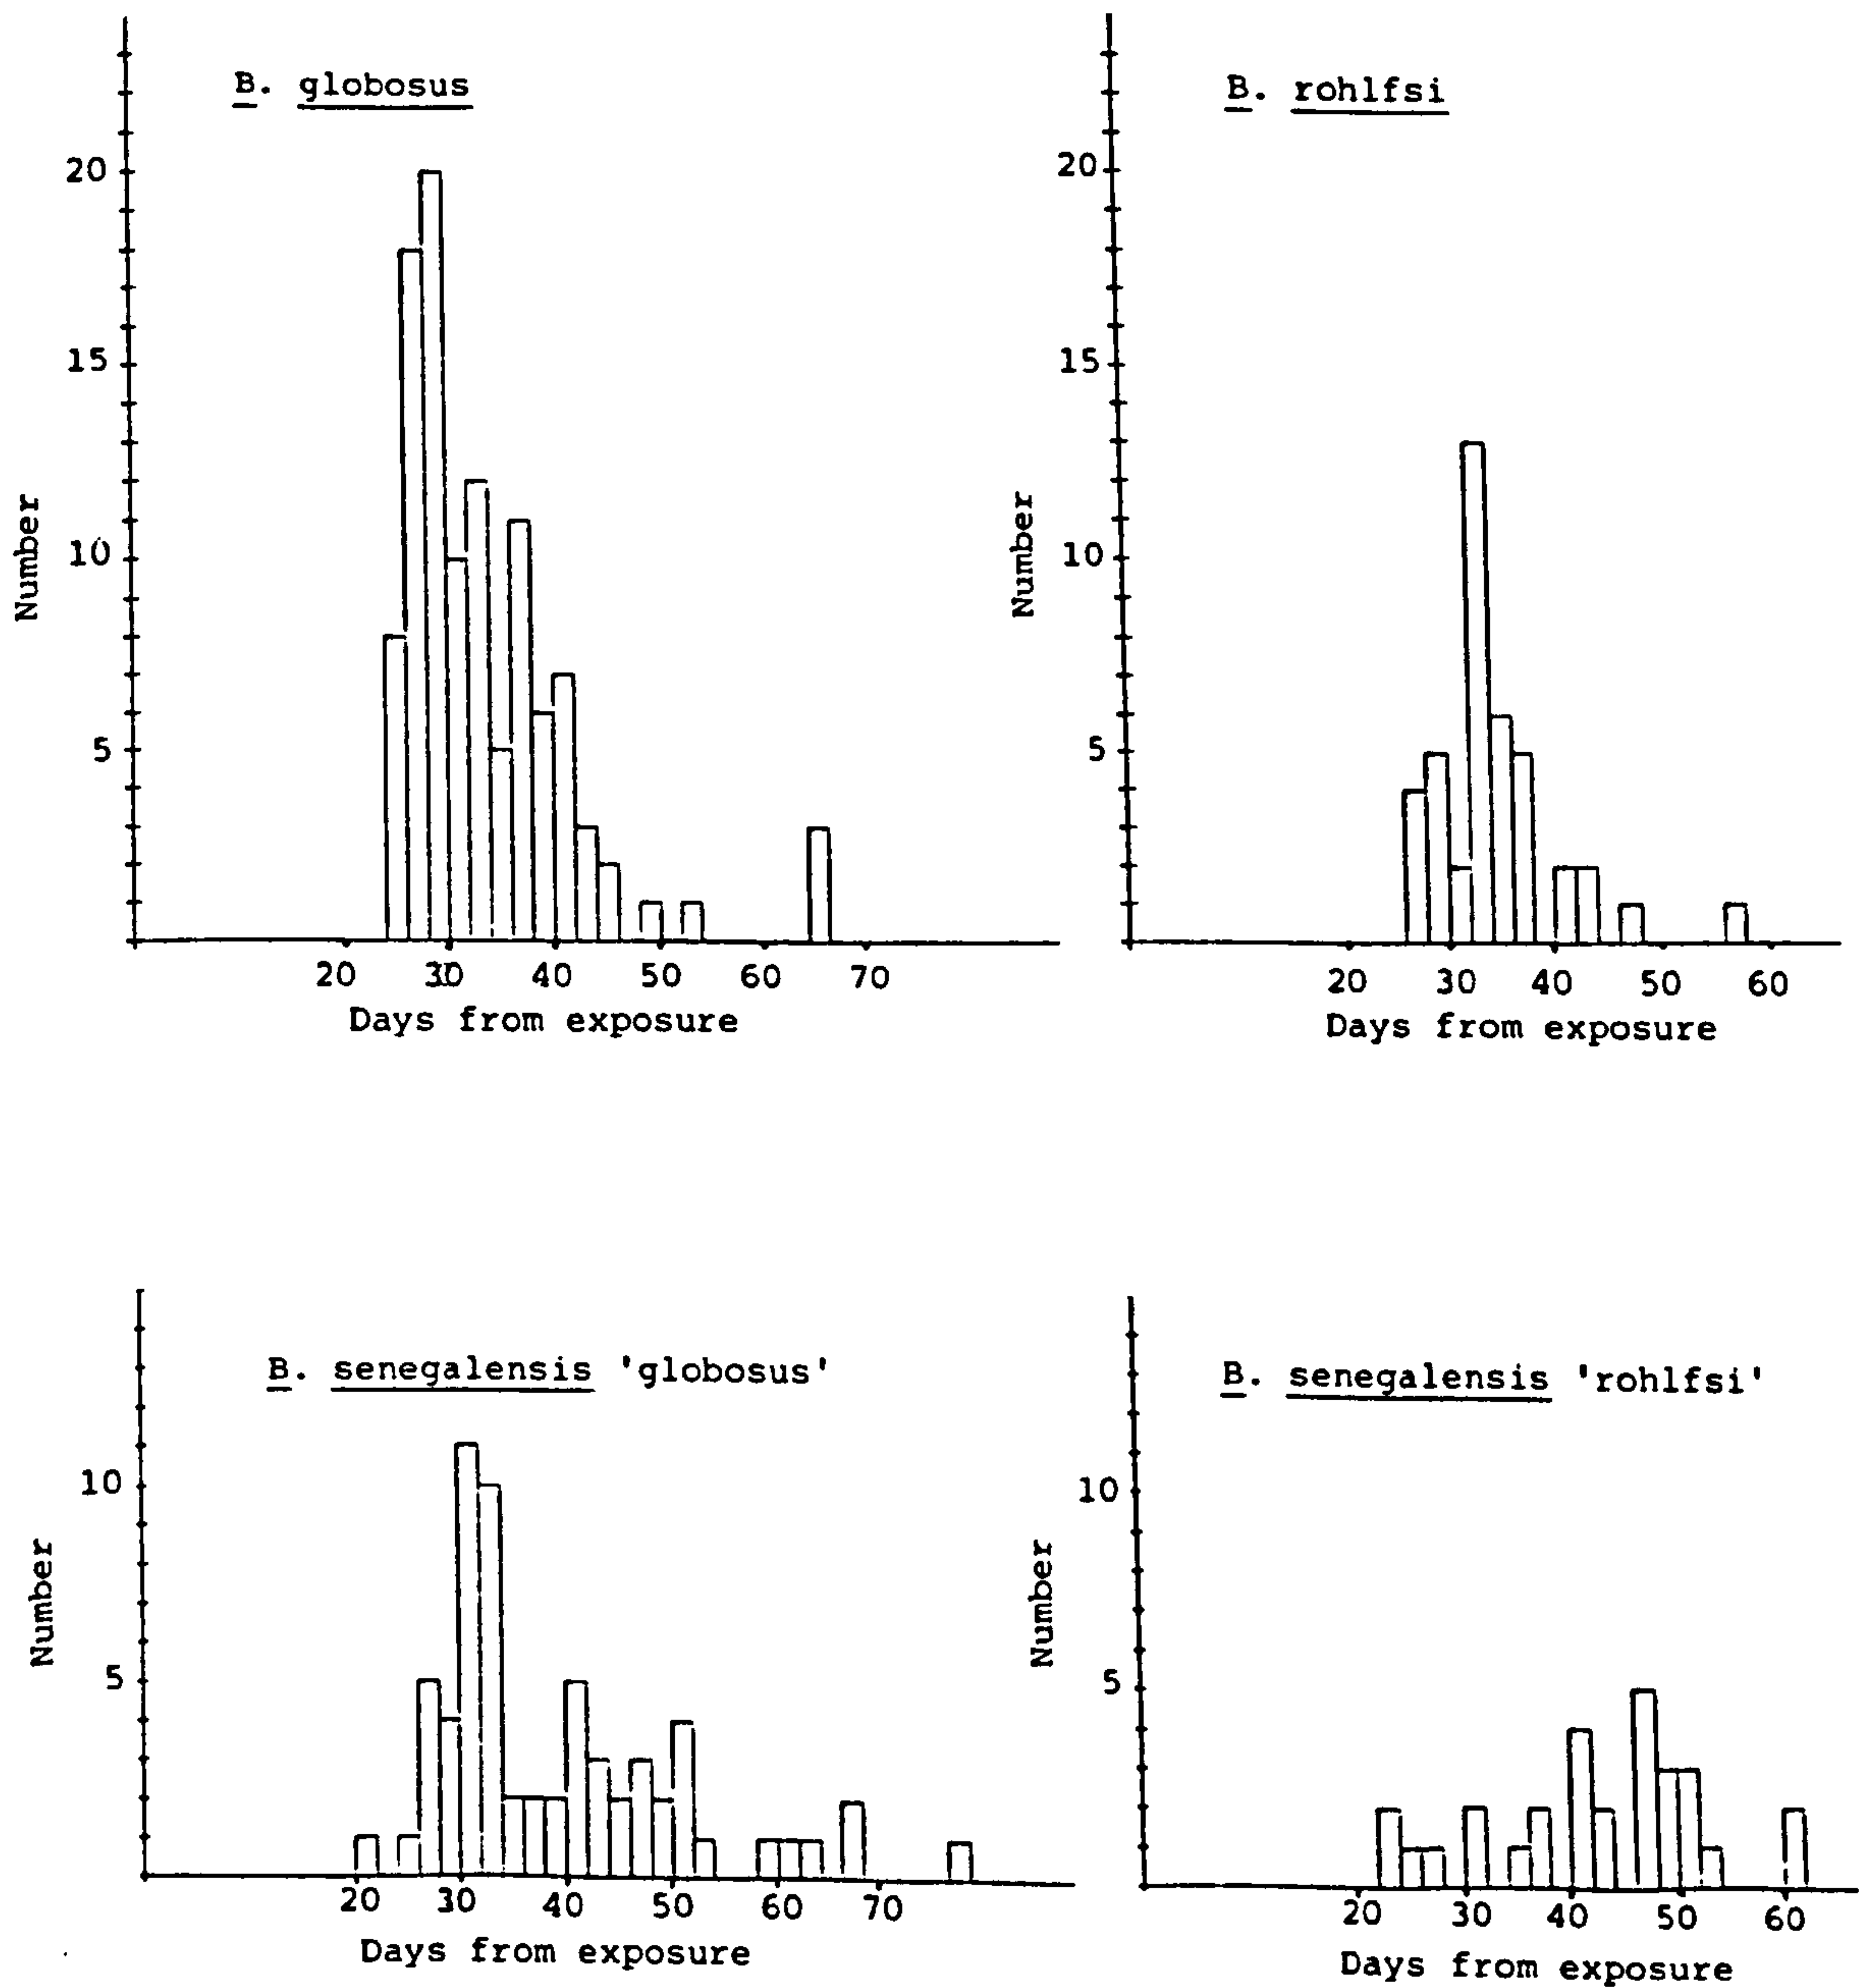 B. globosus
20
15
10
5
Number
20 30 40 50 60 70
Days from exposure
B. rohlfsi
20
15
10
5
Number
20 30 40 50 60
Days from exposure
B. senegalensis 'globosus'
10
5
Number
20 30 40 50 60 70
Days from exposure
B. senegalensis 'rohlfsi'
10
5
Number
20 30 40 50 60
Days from exposure